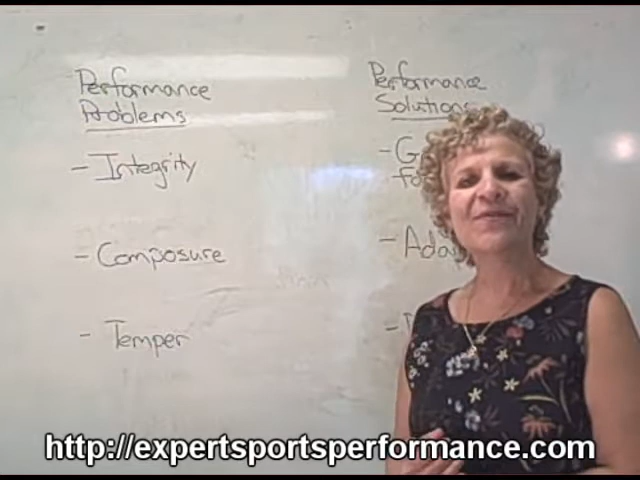 Performance
Problems
- Integrity
- Composure
- Temper
Performance
Solutions
http://expertsportsperformance.com